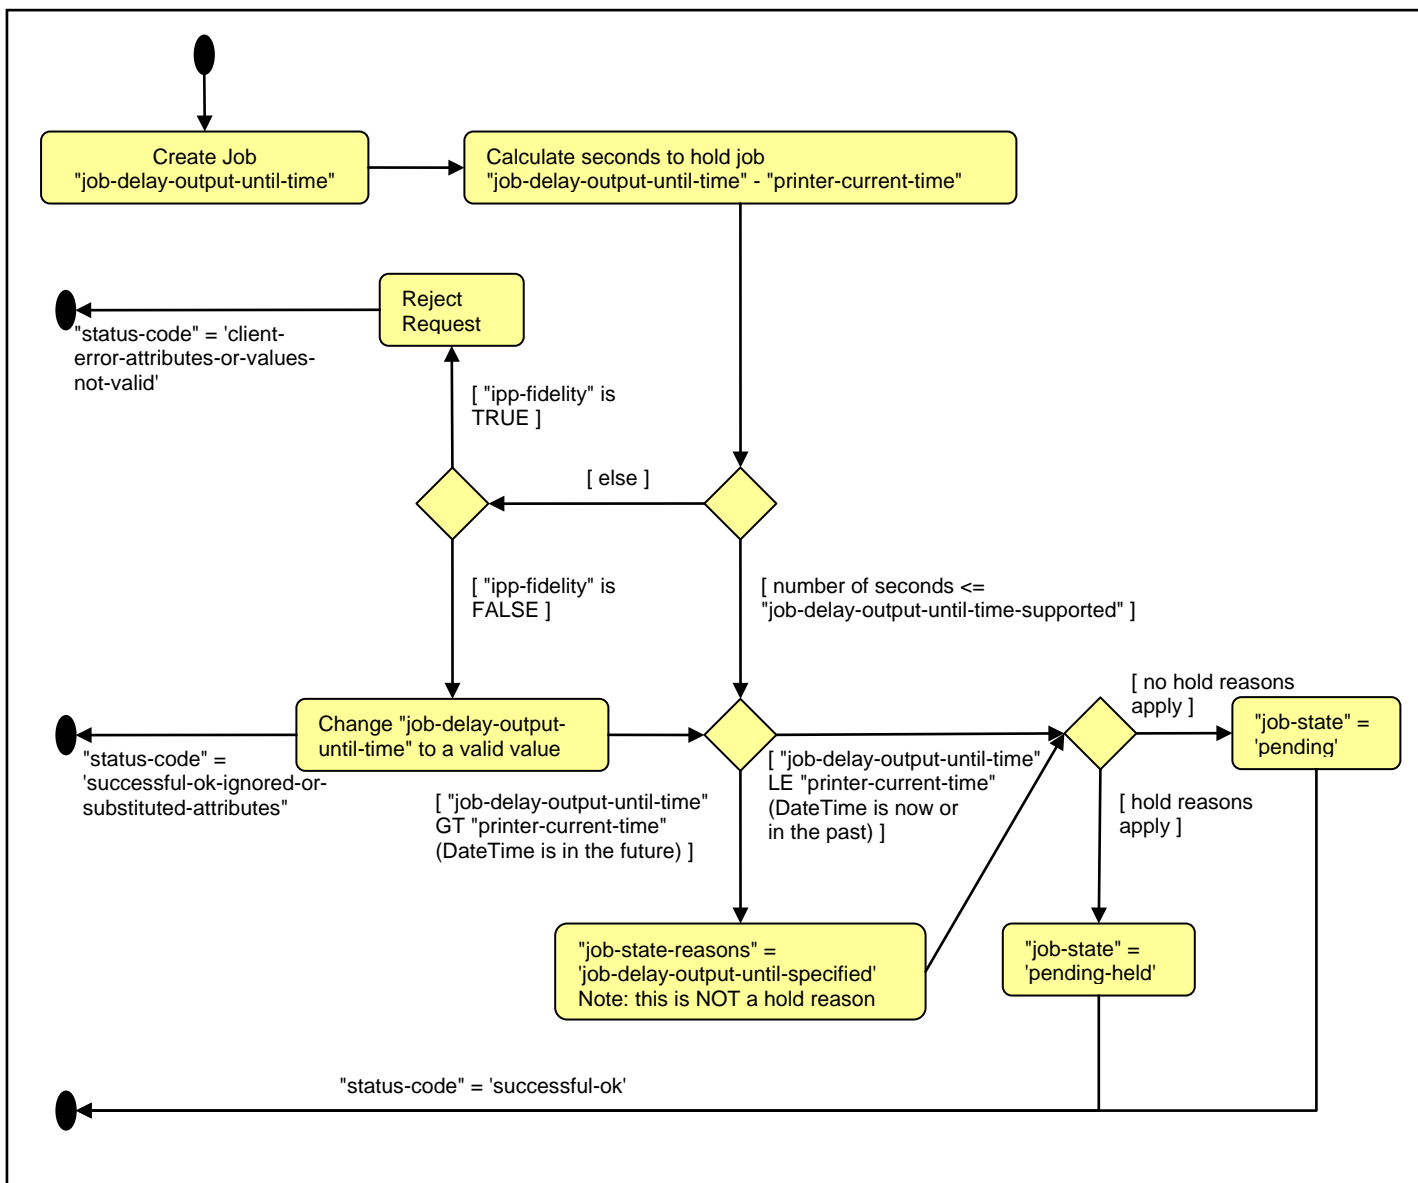 Create Job
"job-delay-output-until-time"
Calculate seconds to hold job
"job-delay-output-until-time" - "printer-current-time"
Reject
Request
"status-code" = 'client-
error-attributes-or-values-
not-valid'
[ "ipp-fidelity" is
TRUE ]
[ else ]
[ "ipp-fidelity" is
FALSE ]
[ number of seconds <=
"job-delay-output-until-time-supported" ]
[ no hold reasons
apply ]
Change "job-delay-output-
until-time" to a valid value
"job-state" =
'pending'
"status-code" =
'successful-ok-ignored-or-
substituted-attributes"
[ "job-delay-output-until-time"
LE "printer-current-time"
(DateTime is now or
in the past) ]
[ "job-delay-output-until-time"
GT "printer-current-time"
(DateTime is in the future) ]
[ hold reasons
apply ]
"job-state-reasons" =
'job-delay-output-until-specified'
Note: this is NOT a hold reason
"job-state" =
'pending-held'
"status-code" = 'successful-ok'